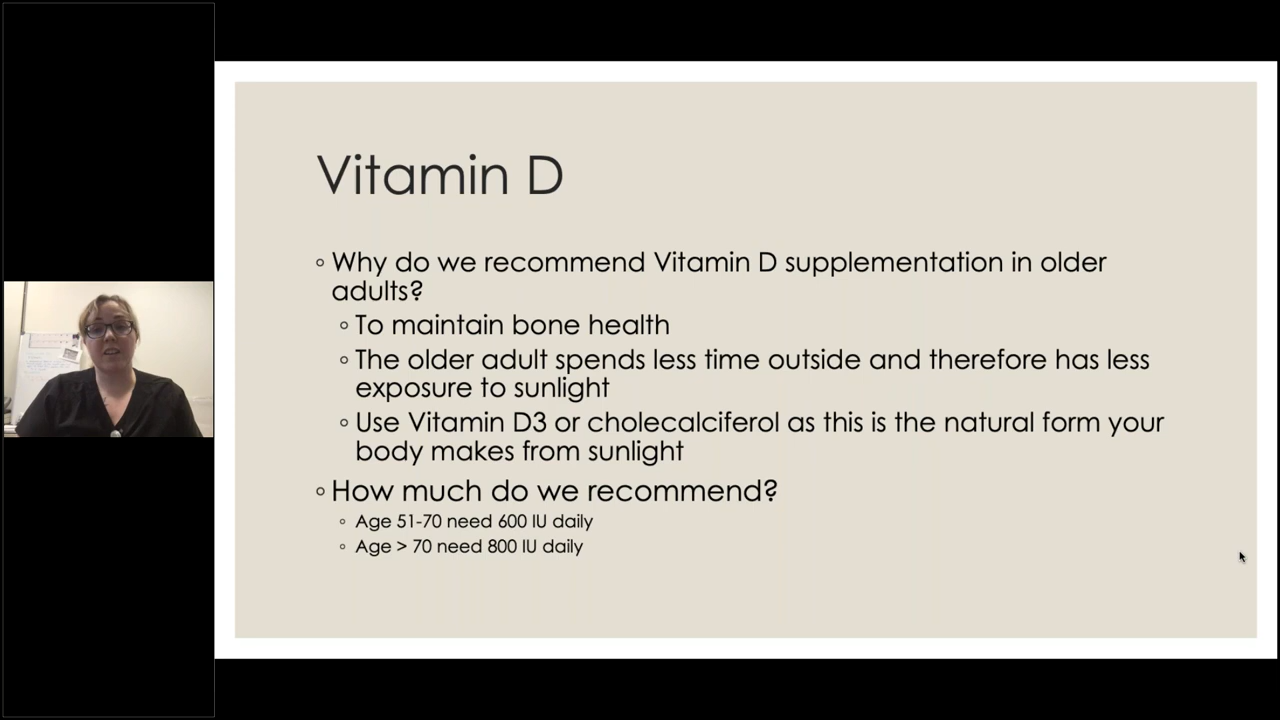 Vitamin D
◦ Why do we recommend Vitamin D supplementation in older
adults?
◦ To maintain bone health
◦ The older adult spends less time outside and therefore has less
exposure to sunlight
◦ Use Vitamin D3 or cholecalciferol as this is the natural form your
body makes from sunlight
◦ How much do we recommend?
◦ Age 51-70 need 600 IU daily
◦ Age > 70 need 800 IU daily